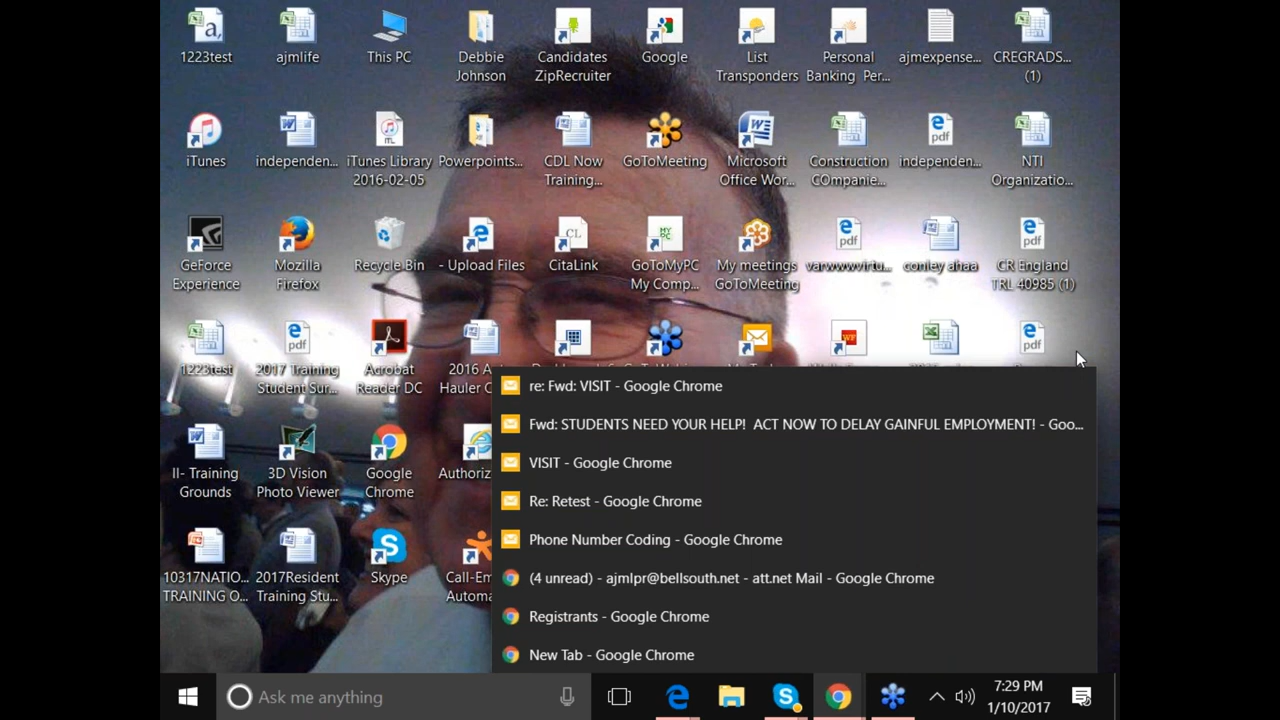 1223test
ajmlife
This PC
Debbie
Johnson
Candidates
ZipRecruiter
Google
List
Transponders
Personal
Banking Per...
ajmexpense...
CREGRADS...
(1)
iTunes
independen...
iTunes Library
2016-02-05
Powerpoints...
CDL Now
Training...
GoToMeeting
Microsoft
Office Wor...
Construction
COmpanie...
independen...
NTI
Organizatio...
GeForce
Experience
Mozilla
Firefox
Recycle Bin
- Upload Files
CitaLink
GoToMyPC
My Comp...
My meetings
GoToMeeting
varwwwvirtu...
conley ahaa
CR England
TRL 40985 (1)
1223test
2017 Training
Student Sur...
Acrobat
Reader DC
2016 A
Hauler C
II- Training
Grounds
3D Vision
Photo Viewer
Google
Chrome
Authoriz
10317NATIO...
TRAINING O...
2017Resident
Training Stu...
Skype
Call-Em
Automa
re: Fwd: VISIT - Google Chrome
Fwd: STUDENTS NEED YOUR HELP! ACT NOW TO DELAY GAINFUL EMPLOYMENT! - Goo...
VISIT - Google Chrome
Re: Retest - Google Chrome
Phone Number Coding - Google Chrome
(4 unread) - ajmlpr@bellsouth.net - att.net Mail - Google Chrome
Registrants - Google Chrome
New Tab - Google Chrome
Ask me anything
7:29 PM
1/10/2017